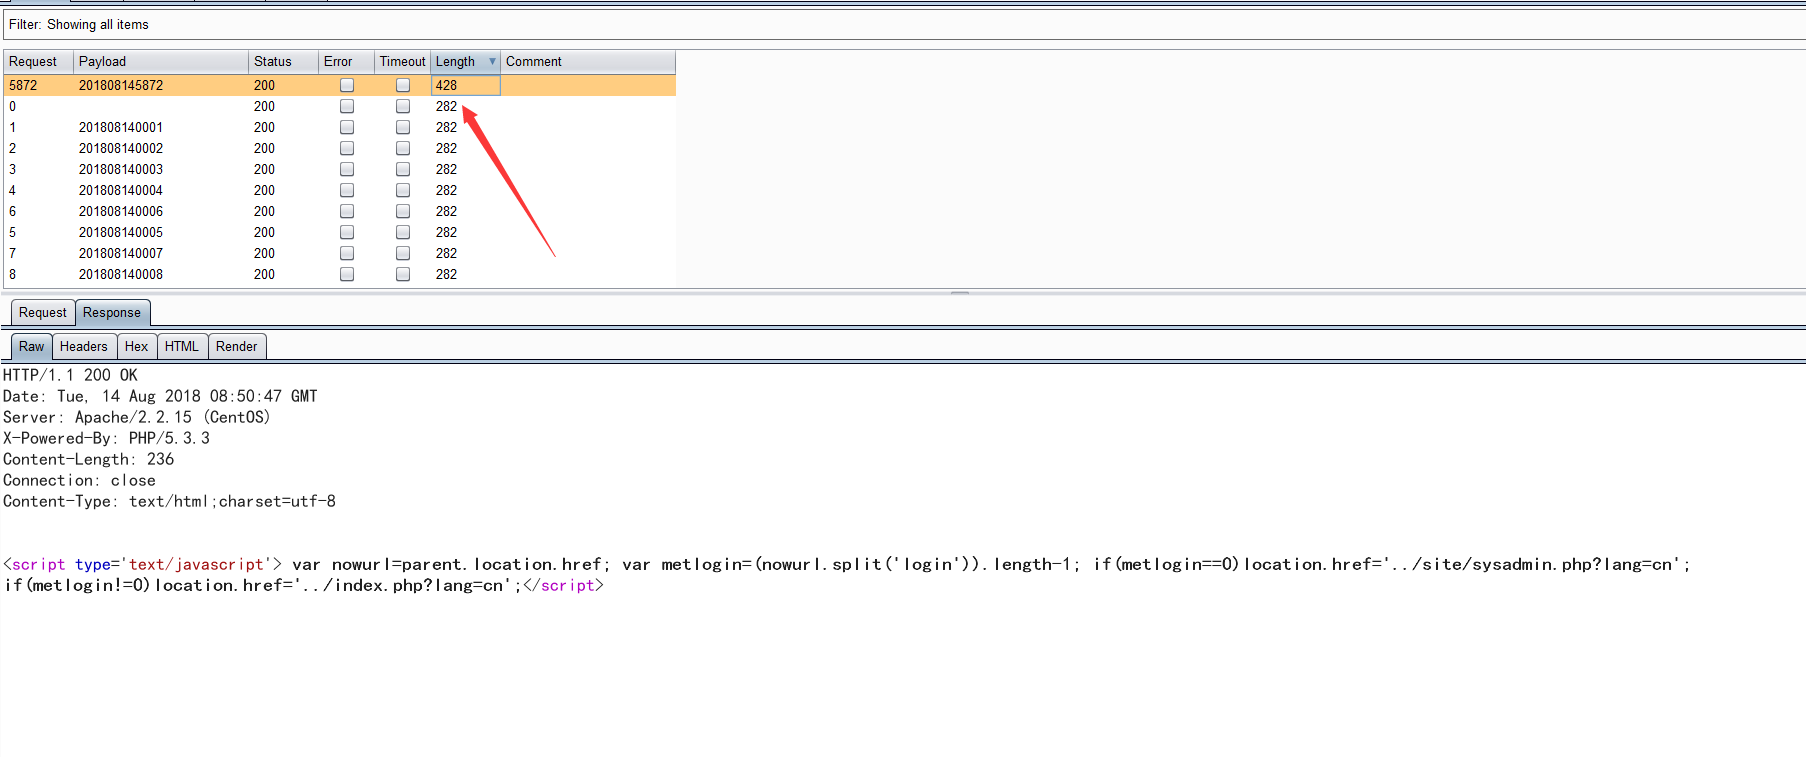 Filter: Showing all items
Request Payload Status Error Timeout Length Comment
5872 201808145872 200 428
0 200 282
1 201808140001 200 282
2 201808140002 200 282
3 201808140003 200 282
4 201808140004 200 282
6 201808140006 200 282
5 201808140005 200 282
7 201808140007 200 282
8 201808140008 200 282
Request Response
Raw Headers Hex HTML Render
HTTP/1.1 200 OK
Date: Tue, 14 Aug 2018 08:50:47 GMT
Server: Apache/2.2.15 (CentOS)
X-Powered-By: PHP/5.3.3
Content-Length: 236
Connection: close
Content-Type: text/html;charset=utf-8
<script type='text/javascript'> var nowurl=parent.location.href; var metlogin=(nowurl.split('login')).length-1; if(metlogin==0)location.href='../site/sysadmin.php?lang=cn';
if(metlogin!=0)location.href='../index.php?lang=cn';</script>